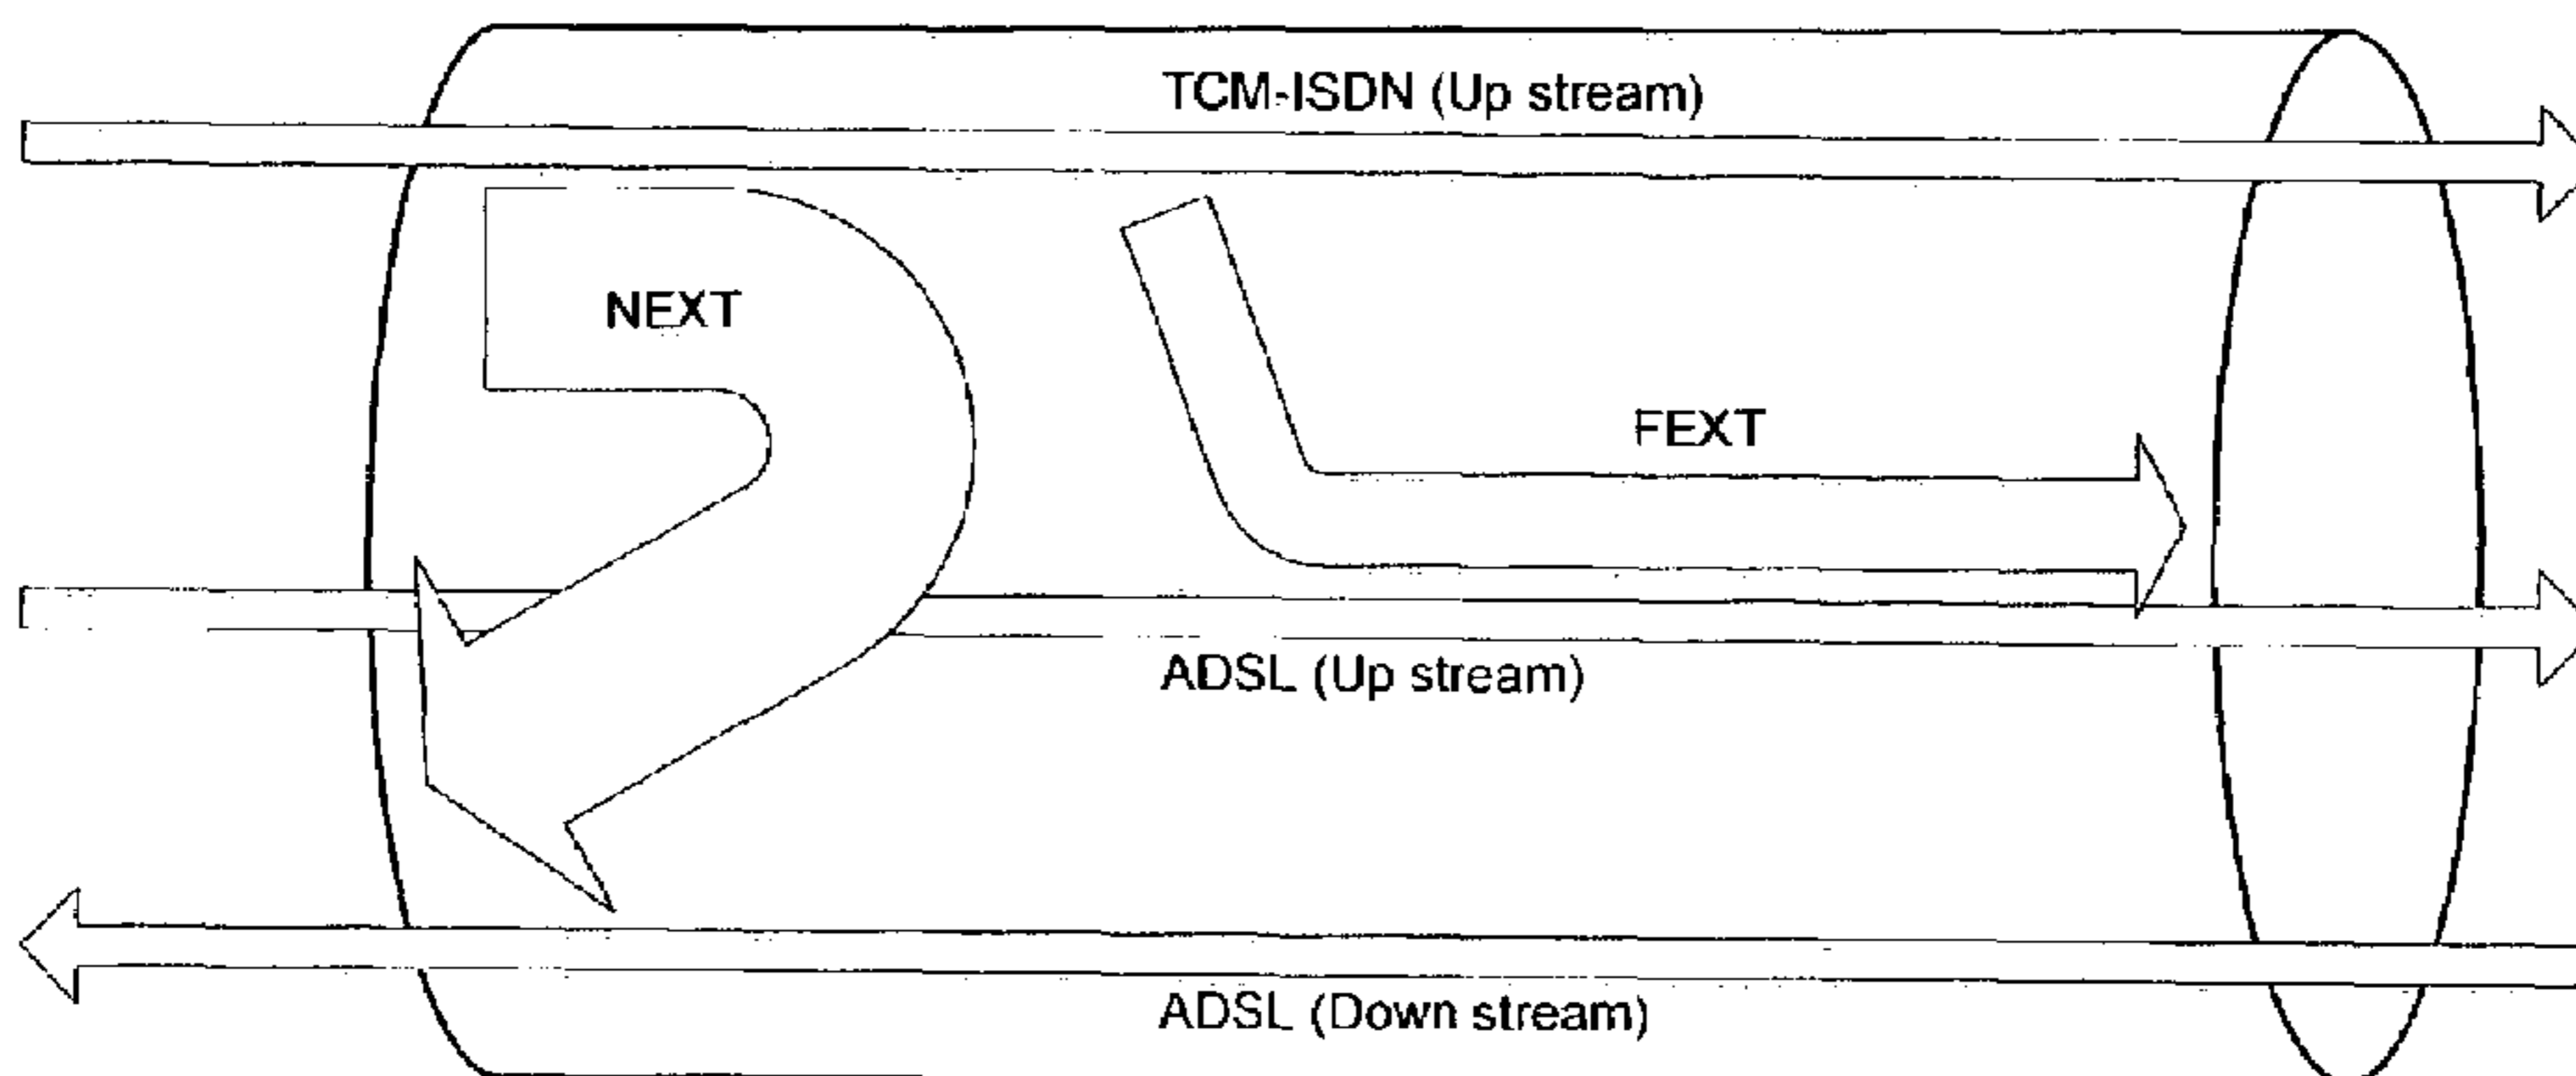 TCM-ISDN (Up stream)
NEXT
FEXT
ADSL (Up stream)
ADSL (Down stream)